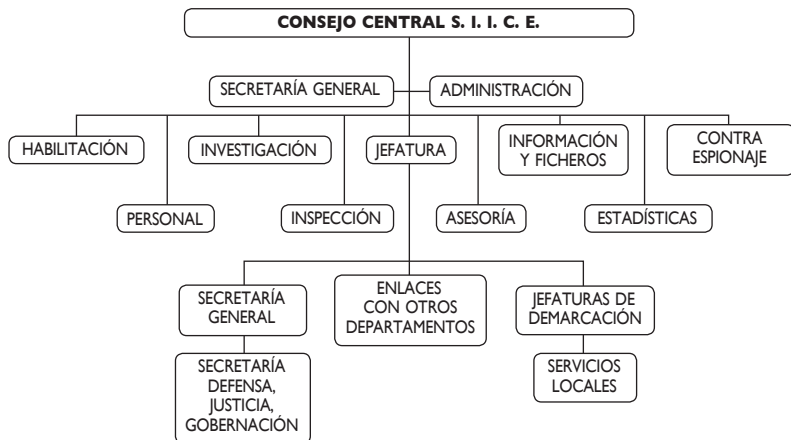 CONSEJO CENTRAL S. I. I. C. E.
SECRETARÍA GENERAL
ADMINISTRACIÓN
HABILITACIÓN
INVESTIGACIÓN
JEFATURA
INFORMACIÓN
Y FICHEROS
CONTRA
ESPIONAJE
PERSONAL
INSPECCIÓN
ASESORÍA
ESTADÍSTICAS
SECRETARÍA
GENERAL
ENLACES
CON OTROS
DEPARTAMENTOS
JEFATURAS DE
DEMARCACIÓN
SECRETARÍA
DEFENSA,
JUSTICIA,
GOBERNACIÓN
SERVICIOS
LOCALES